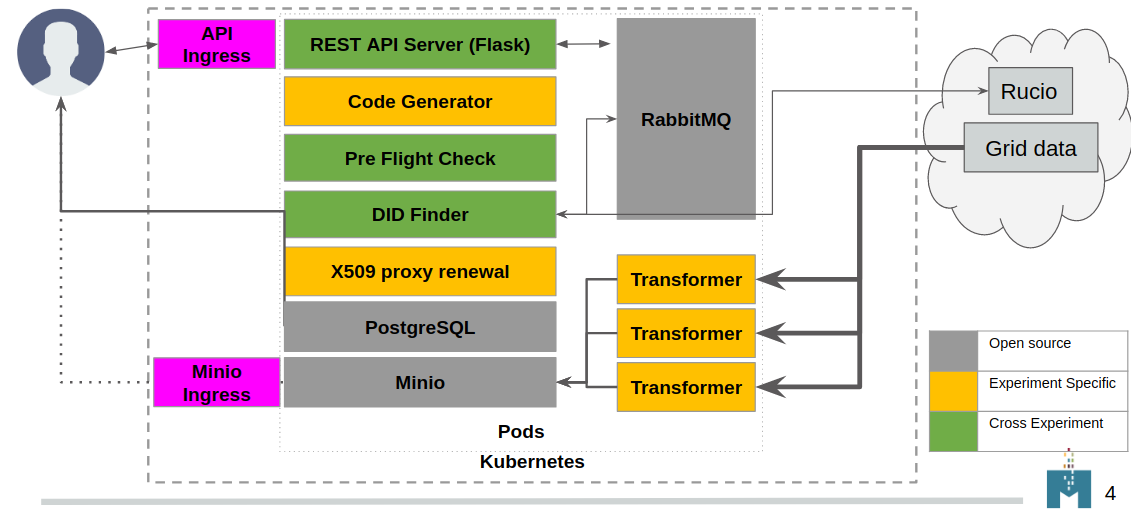 API
Ingress
REST API Server (Flask)
Code Generator
Pre Flight Check
DID Finder
X509 proxy renewal
PostgreSQL
Minio
Minio
Ingress
RabbitMQ
Transformer
Transformer
Transformer
Pods
Kubernetes
Rucio
Grid data
Open source
Experiment Specific
Cross Experiment
4